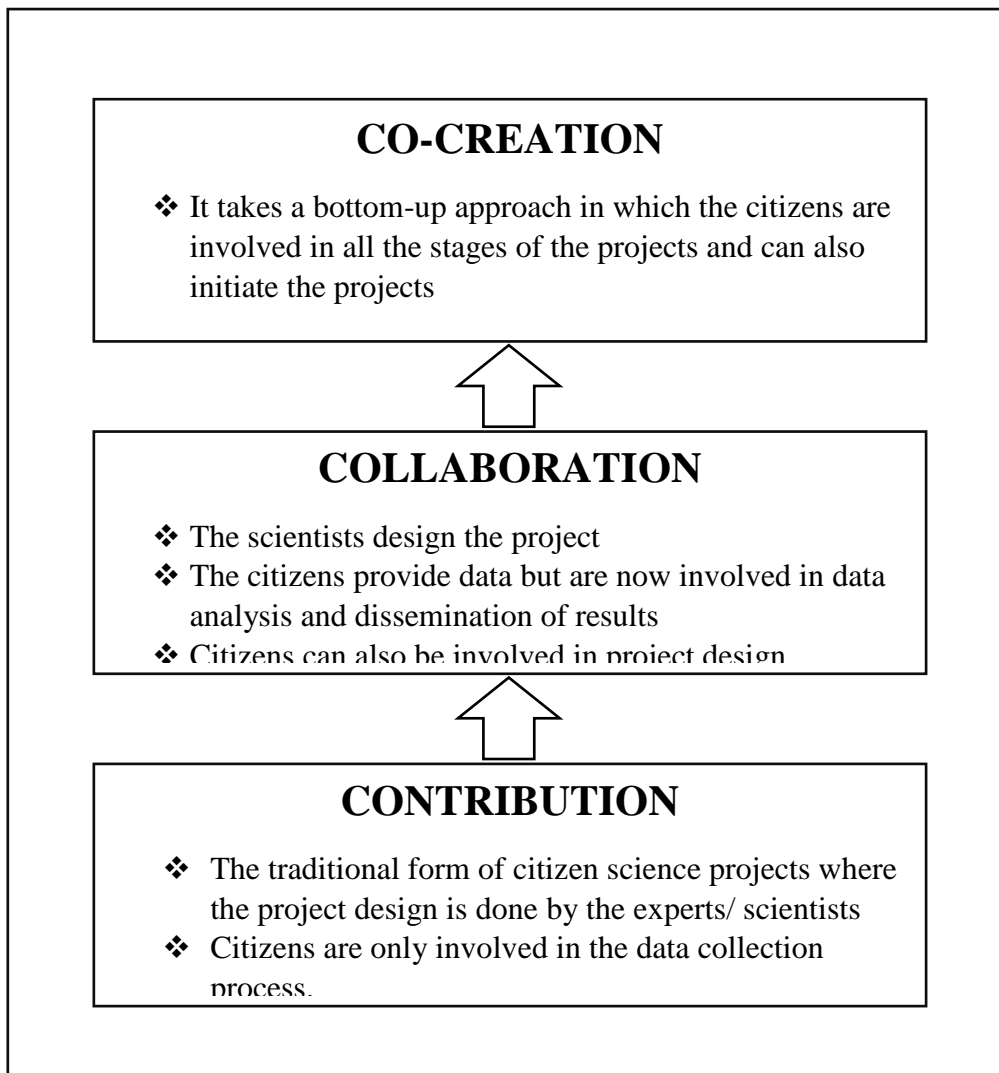 CO-CREATION
❖ It takes a bottom-up approach in which the citizens are
involved in all the stages of the projects and can also
initiate the projects
COLLABORATION
❖ The scientists design the project
❖ The citizens provide data but are now involved in data
analysis and dissemination of results
❖ Citizens can also be involved in project design
CONTRIBUTION
❖ The traditional form of citizen science projects where
the project design is done by the experts/ scientists
❖ Citizens are only involved in the data collection
process.